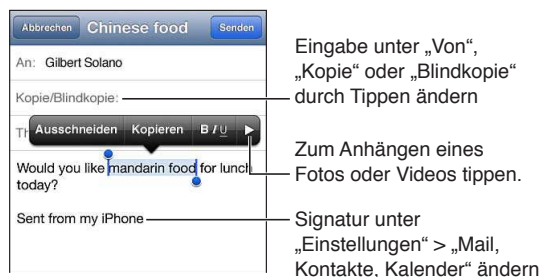 Abbrechen Chinese food Senden
An: Gilbert Solano
Kopie/Blindkopie:
Th
Ausschneiden Kopieren B I U
Would you like mandarin food for lunch
today?
Sent from my iPhone
Eingabe unter „Von“,
„Kopie“ oder „Blindkopie“
durch Tippen ändern
Zum Anhängen eines
Fotos oder Videos tippen.
Signatur unter
„Einstellungen“ > „Mail,
Kontakte, Kalender“ ändern